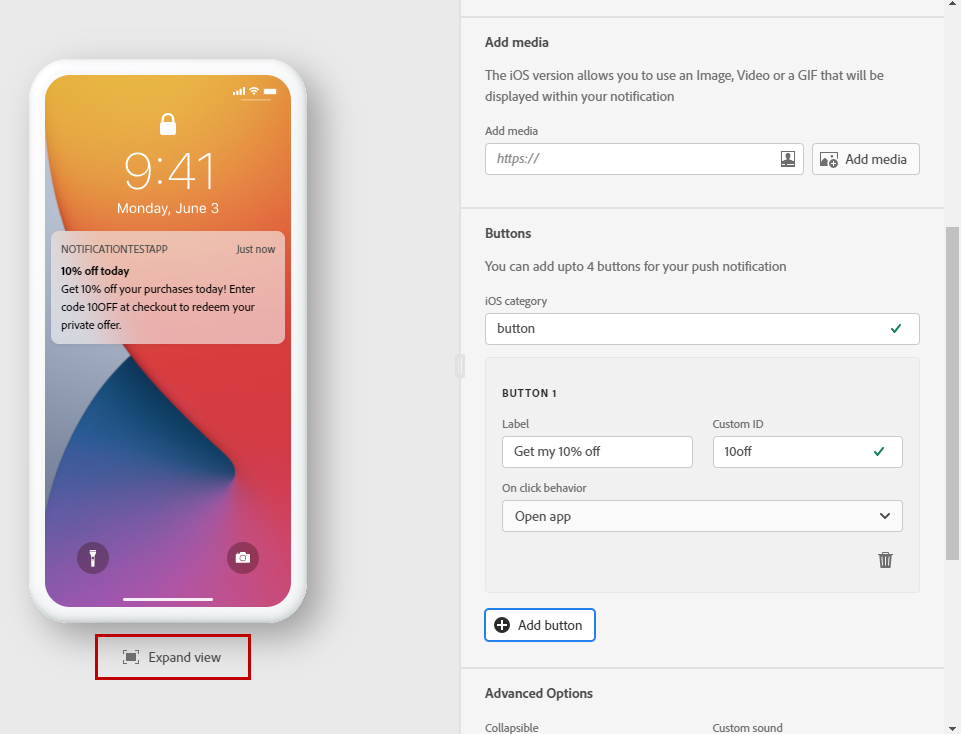 9:41
Monday, June 3
NOTIFICATIONTESTAPP Just now
10% off today
Get 10% off your purchases today! Enter
code 10OFF at checkout to redeem your
private offer.
Expand view
Add media
The iOS version allows you to use an Image, Video or a GIF that will be
displayed within your notification
Add media
https://
Add media
Buttons
You can add upto 4 buttons for your push notification
iOS category
button
BUTTON 1
Label Custom ID
Get my 10% off 10off
On click behavior
Open app
Add button
Advanced Options
Collapsible Custom sound